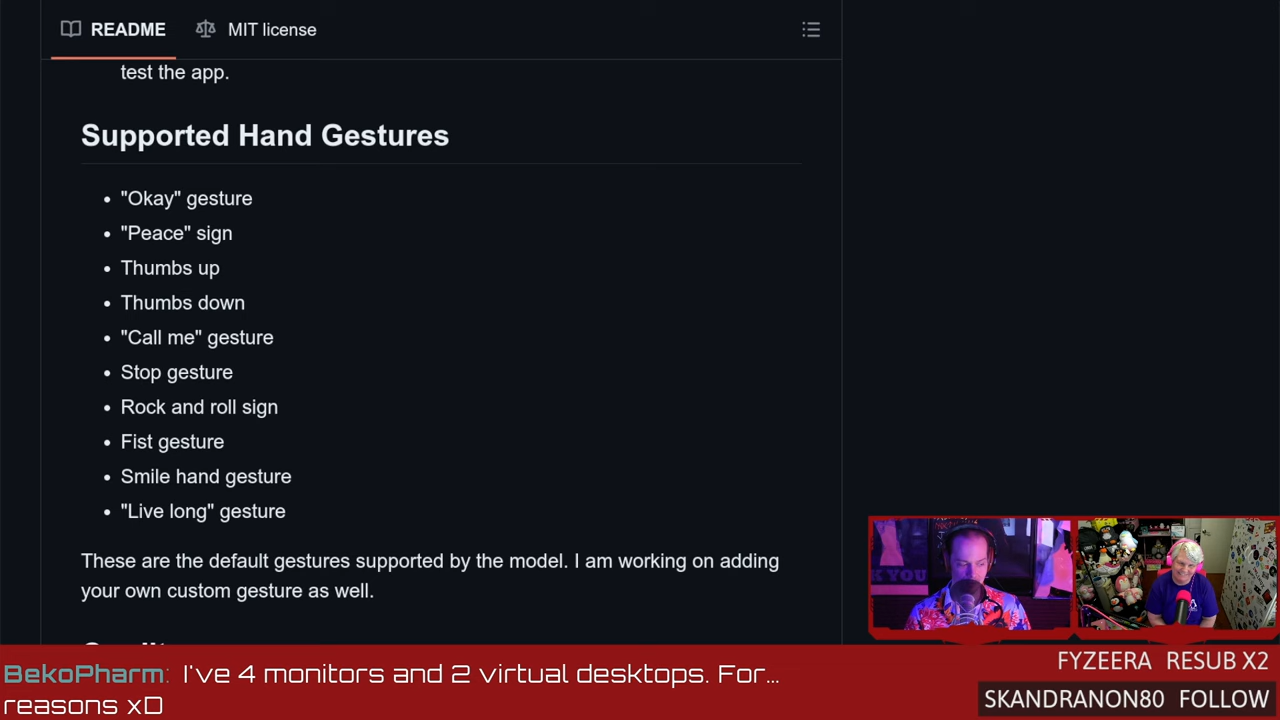 README
MIT license
test the app.
Supported Hand Gestures
• "Okay" gesture
• "Peace" sign
• Thumbs up
• Thumbs down
• "Call me" gesture
• Stop gesture
• Rock and roll sign
• Fist gesture
• Smile hand gesture
• "Live long" gesture
These are the default gestures supported by the model. I am working on adding
your own custom gesture as well.
K YOU
BekoPharm: I've 4 monitors and 2 virtual desktops. For...
reasons xD
FYZEERA RESUB X2
SKANDRANON80 FOLLOW